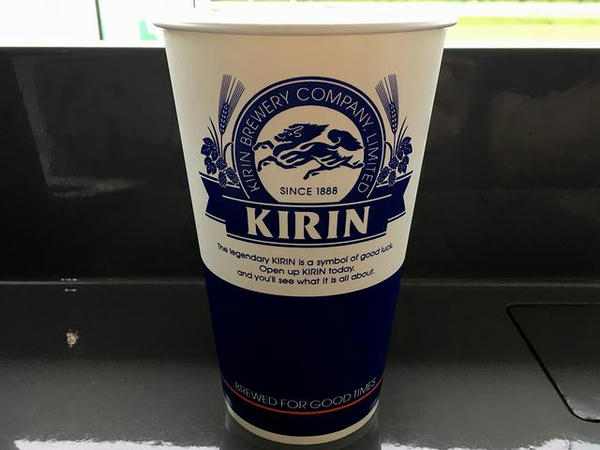 KIRIN BREWERY COMPANY, LIMITED
SINCE 1888
KIRIN
The legendary KIRIN is a symbol of good luck.
Open up KIRIN today,
and you'll see what it is all about.
BREWED FOR GOOD TIMES